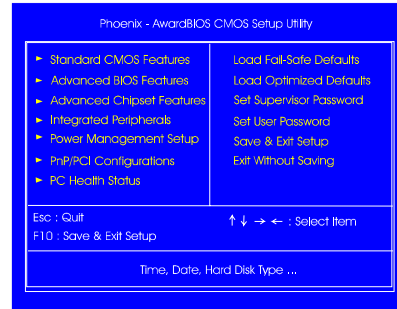 Phoenix - AwardBIOS CMOS Setup Utility
► Standard CMOS Features
► Advanced BIOS Features
► Advanced Chipset Features
► Integrated Peripherals
► Power Management Setup
► PnP/PCI Configurations
► PC Health Status
Load Fail-Safe Defaults
Load Optimized Defaults
Set Supervisor Password
Set User Password
Save & Exit Setup
Exit Without Saving
Esc : Quit
F10 : Save & Exit Setup
↑ ↓ → ← : Select Item
Time, Date, Hard Disk Type ...